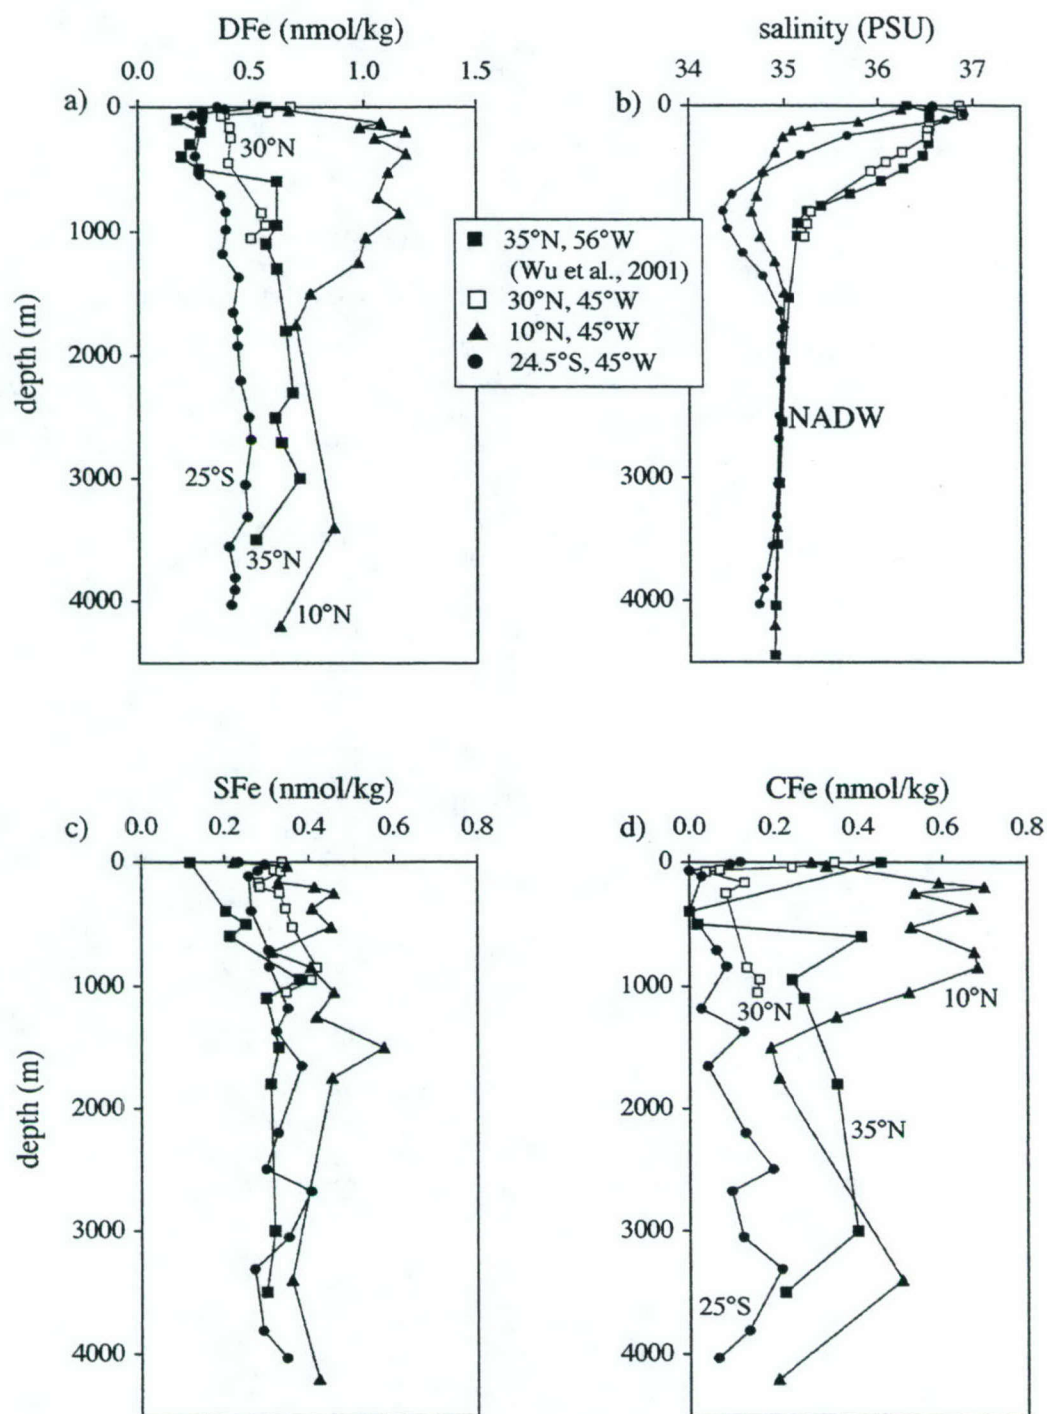 DFe (nmol/kg)
0.0 0.5 1.0 1.5
a)
0
1000
2000
3000
4000
depth (m)
30°N
25°S
35°N
10°N
salinity (PSU)
34 35 36 37
b)
0
3000
4000
NADW
35°N, 56°W
(Wu et al., 2001)
30°N, 45°W
10°N, 45°W
24.5°S, 45°W
SFe (nmol/kg)
0.0 0.2 0.4 0.6 0.8
c)
0
1000
2000
3000
4000
depth (m)
CFe (nmol/kg)
0.0 0.2 0.4 0.6 0.8
d)
0
1000
2000
3000
4000
10°N
30°N
35°N
25°S